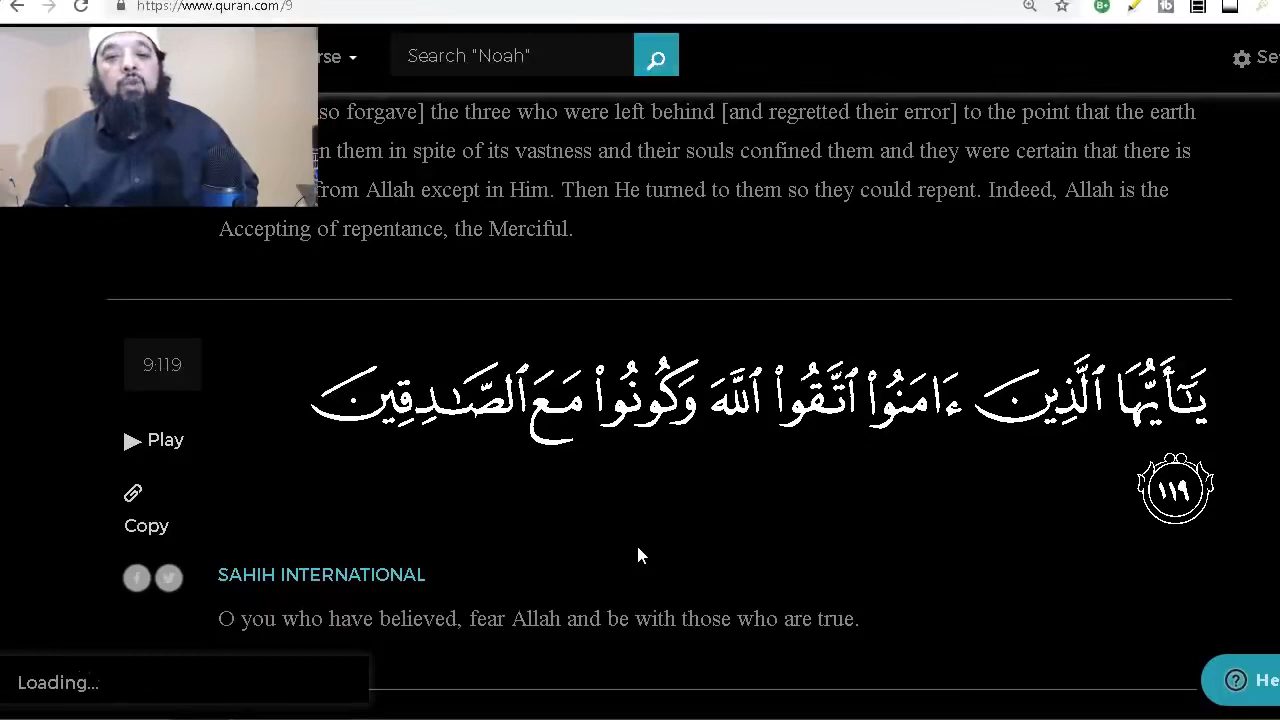 https://www.quran.com/9
Search "Noah"
so forgave] the three who were left behind [and regretted their error] to the point that the earth
them in spite of its vastness and their souls confined them and they were certain that there is
from Allah except in Him. Then He turned to them so they could repent. Indeed, Allah is the
Accepting of repentance, the Merciful.
9:119
يَـٰٓأَيُّهَا ٱلَّذِينَ ءَامَنُوا۟ ٱتَّقُوا۟ ٱللَّهَ وَكُونُوا۟ مَعَ ٱلصَّـٰدِقِينَ
١١٩
Play
Copy
SAHIH INTERNATIONAL
O you who have believed, fear Allah and be with those who are true.
Loading...